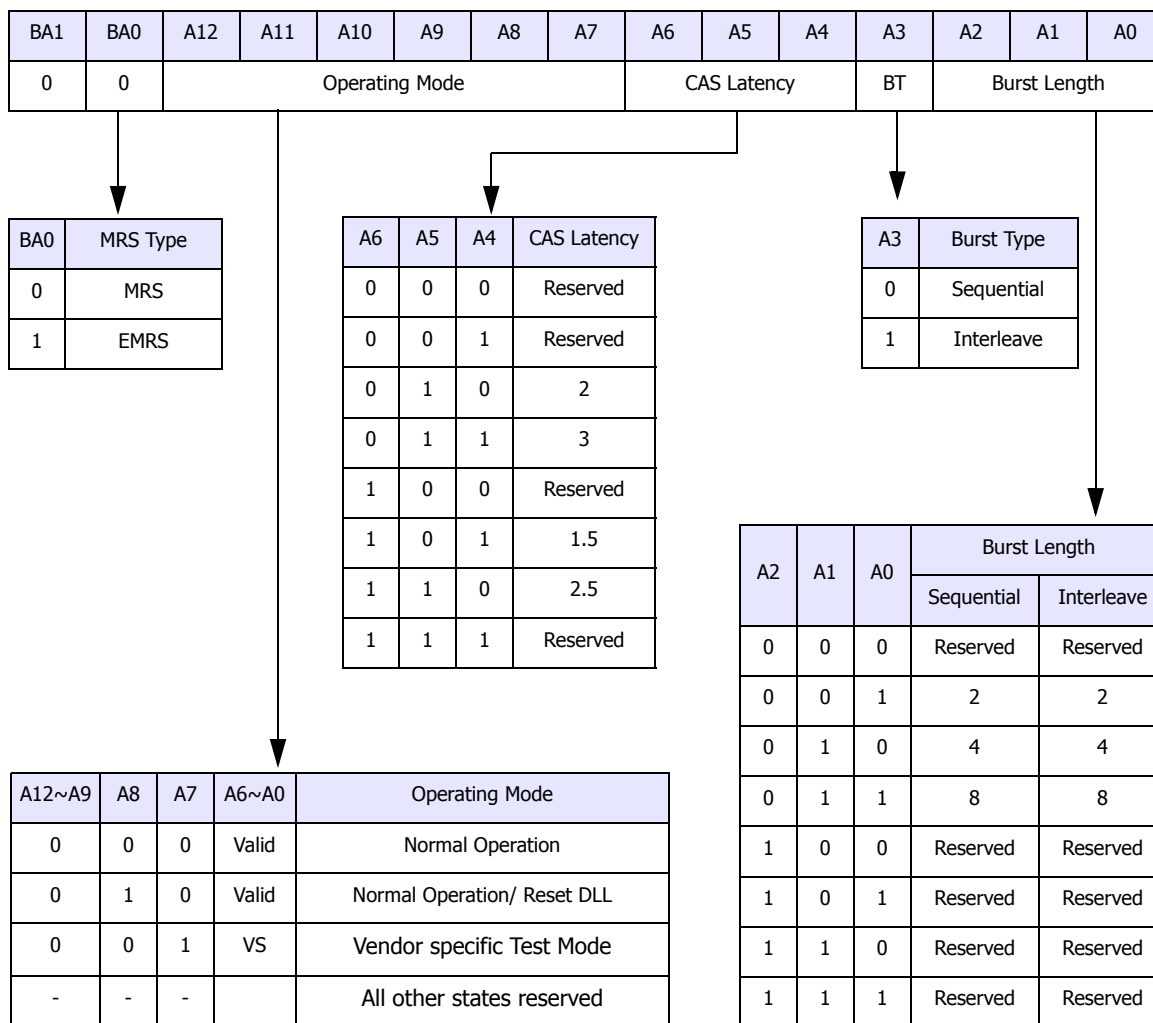 BA1 BA0 A12 A11 A10 A9 A8 A7 A6 A5 A4 A3 A2 A1 A0
0 0 Operating Mode CAS Latency BT Burst Length
BA0 MRS Type
0 MRS
1 EMRS
A6 A5 A4 CAS Latency
0 0 0 Reserved
0 0 1 Reserved
0 1 0 2
0 1 1 3
1 0 0 Reserved
1 0 1 1.5
1 1 0 2.5
1 1 1 Reserved
A3 Burst Type
0 Sequential
1 Interleave
A2 A1 A0 Burst Length
Sequential Interleave
0 0 0 Reserved Reserved
0 0 1 2 2
0 1 0 4 4
0 1 1 8 8
1 0 0 Reserved Reserved
1 0 1 Reserved Reserved
1 1 0 Reserved Reserved
1 1 1 Reserved Reserved
A12~A9 A8 A7 A6~A0 Operating Mode
0 0 0 Valid Normal Operation
0 1 0 Valid Normal Operation/ Reset DLL
0 0 1 VS Vendor specific Test Mode
- - - All other states reserved